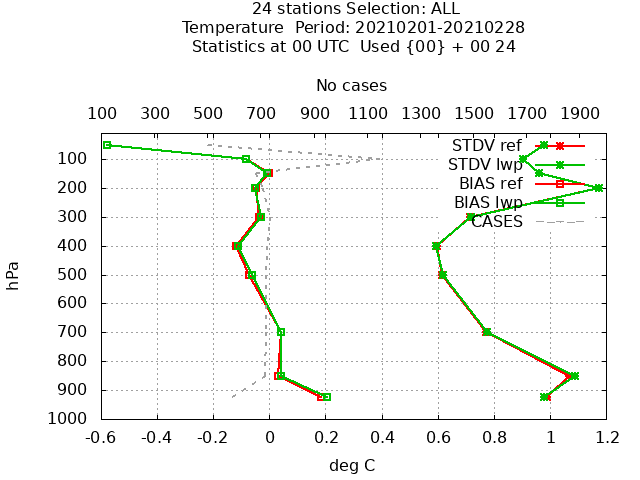 24 stations Selection: ALL
Temperature  Period: 20210201-20210228
Statistics at 00 UTC  Used {00} + 00 24
No cases
100 300 500 700 900 1100 1300 1500 1700 1900
STDV ref
STDV lwp
BIAS ref
BIAS lwp
CASES
100
200
300
400
500
600
700
800
900
1000
hPa
-0.6 -0.4 -0.2 0 0.2 0.4 0.6 0.8 1 1.2
deg C